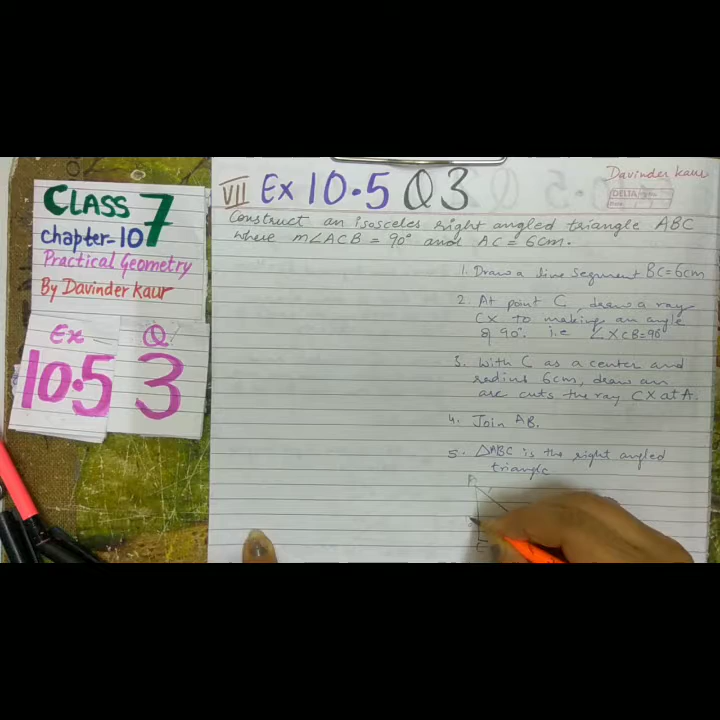 CLASS 7
chapter-10
Practical Geometry
By Davinder kaur
Ex
10.5
Q
3
VII Ex 10.5 Q 3
Davinder kaur
DELTA
Construct an isosceles right angled triangle ABC
where m∠ACB = 90° and AC = 6cm.
1. Draw a line segment BC=6cm
2. At point C, draw a ray
CX to making an angle
of 90°. i.e ∠XCB=90°
3. With C as a center and
radius 6cm, draw an
arc cuts the ray CX at A.
4. Join AB.
5. △ABC is the right angled
triangle
A
C